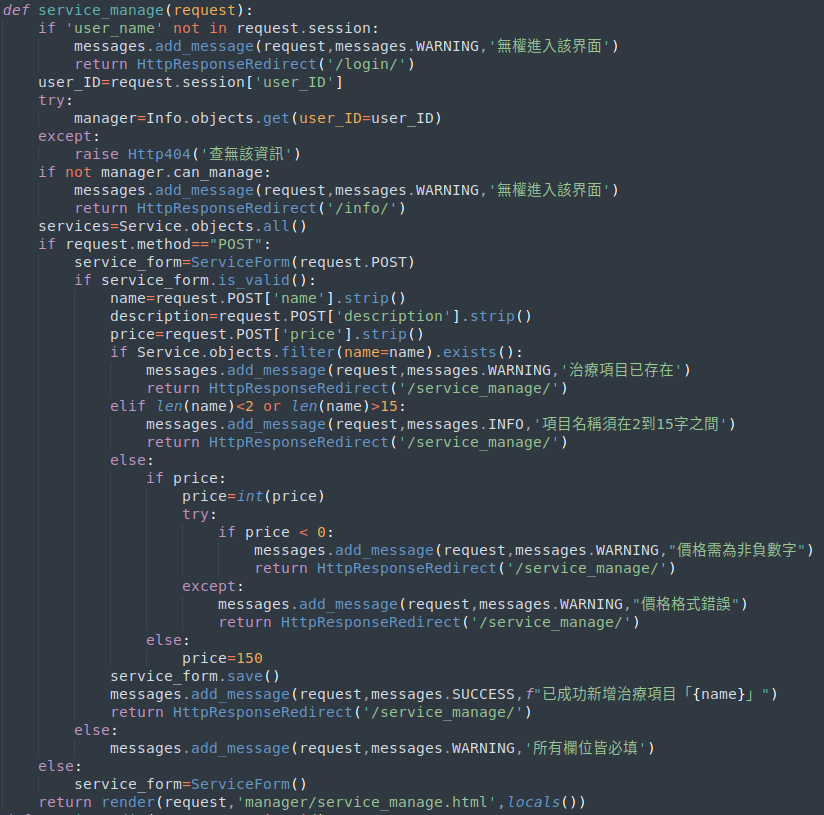 def service_manage(request):
    if 'user_name' not in request.session:
        messages.add_message(request,messages.WARNING,'無權進入該界面')
        return HttpResponseRedirect('/login/')
    user_ID=request.session['user_ID']
    try:
        manager=Info.objects.get(user_ID=user_ID)
    except:
        raise Http404('查無該資訊')
    if not manager.can_manage:
        messages.add_message(request,messages.WARNING,'無權進入該界面')
        return HttpResponseRedirect('/info/')
    services=Service.objects.all()
    if request.method=="POST":
        service_form=ServiceForm(request.POST)
        if service_form.is_valid():
            name=request.POST['name'].strip()
            description=request.POST['description'].strip()
            price=request.POST['price'].strip()
            if Service.objects.filter(name=name).exists():
                messages.add_message(request,messages.WARNING,'治療項目已存在')
                return HttpResponseRedirect('/service_manage/')
            elif len(name)<2 or len(name)>15:
                messages.add_message(request,messages.INFO,'項目名稱須在2到15字之間')
                return HttpResponseRedirect('/service_manage/')
            else:
                if price:
                    price=int(price)
                    try:
                        if price < 0:
                            messages.add_message(request,messages.WARNING,"價格需為非負數字")
                            return HttpResponseRedirect('/service_manage/')
                    except:
                        messages.add_message(request,messages.WARNING,"價格格式錯誤")
                        return HttpResponseRedirect('/service_manage/')
                else:
                    price=150
            service_form.save()
            messages.add_message(request,messages.SUCCESS,f"已成功新增治療項目「{name}」")
            return HttpResponseRedirect('/service_manage/')
        else:
            messages.add_message(request,messages.WARNING,'所有欄位皆必填')
    else:
        service_form=ServiceForm()
    return render(request,'manager/service_manage.html',locals())